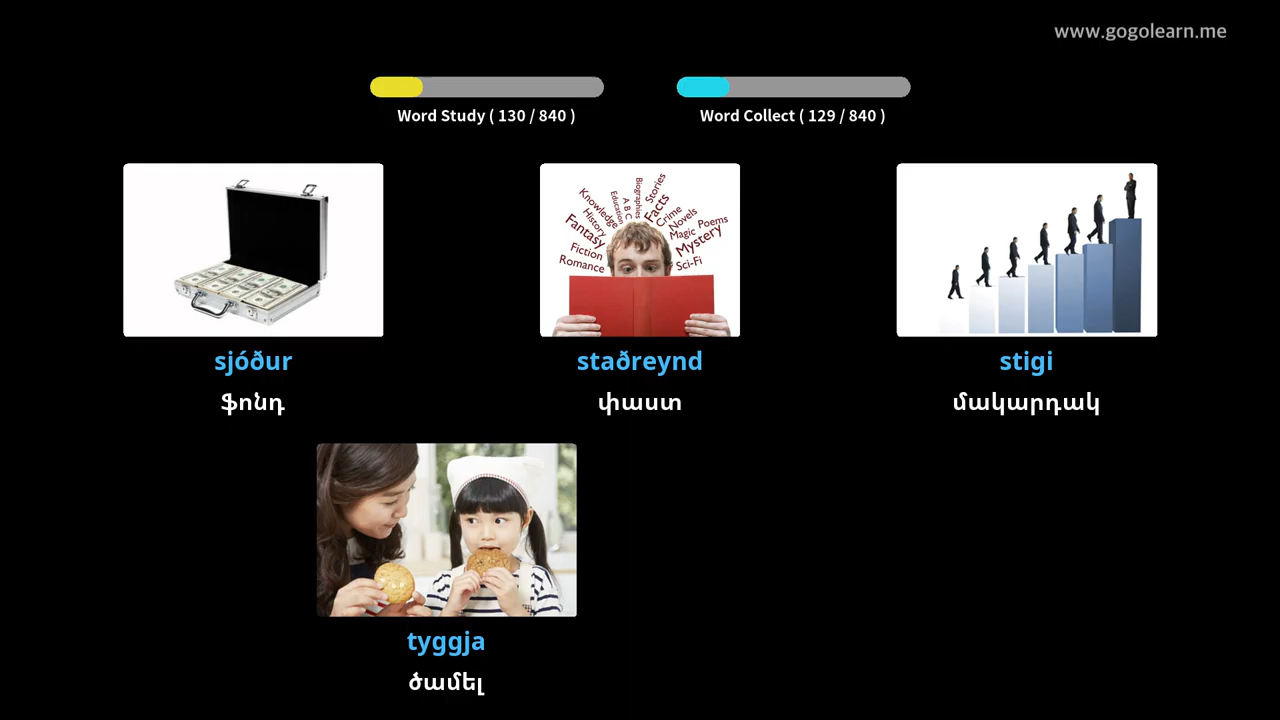 www.gogolearn.me
Word Study ( 130 / 840 )
Word Collect ( 129 / 840 )
Stories
Biographies
A B C
Education
Knowledge
History
Fantasy
Fiction
Romance
Facts
Crime
Novels
Magic
Poems
Mystery
Sci-Fi
sjóður
staðreynd
stigi
ֆոնդ
փաստ
մակարդակ
tyggja
ծամել